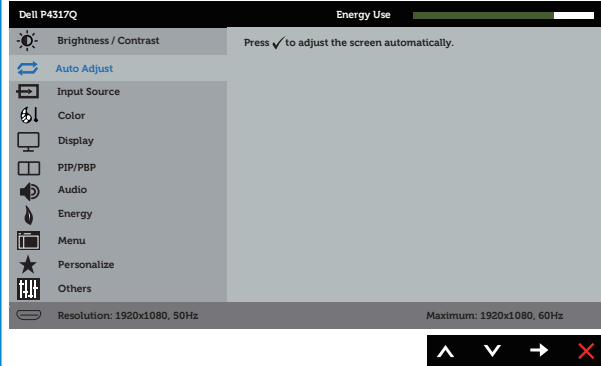 Dell P4317Q Energy Use
Brightness / Contrast
Press ✓ to adjust the screen automatically.
Auto Adjust
Input Source
Color
Display
PIP/PBP
Audio
Energy
Menu
Personalize
Others
Resolution: 1920x1080, 50Hz Maximum: 1920x1080, 60Hz